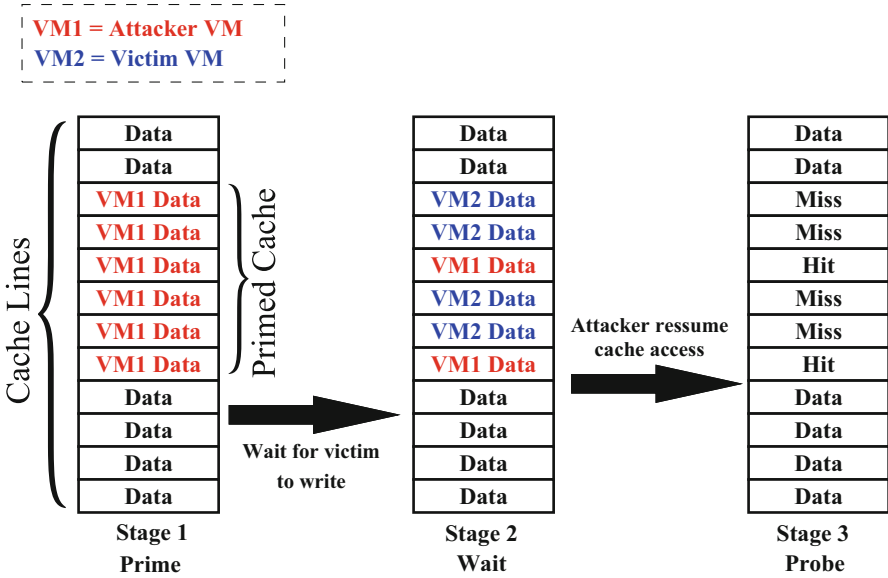 VM1 = Attacker VM
VM2 = Victim VM
Cache Lines
Data
Data
VM1 Data
VM1 Data
VM1 Data
VM1 Data
VM1 Data
VM1 Data
Data
Data
Data
Data
Primed Cache
Stage 1
Prime
Wait for victim
to write
Data
Data
VM2 Data
VM2 Data
VM1 Data
VM2 Data
VM2 Data
VM1 Data
Data
Data
Data
Data
Stage 2
Wait
Attacker ressume
cache access
Data
Data
Miss
Miss
Hit
Miss
Miss
Hit
Data
Data
Data
Data
Stage 3
Probe